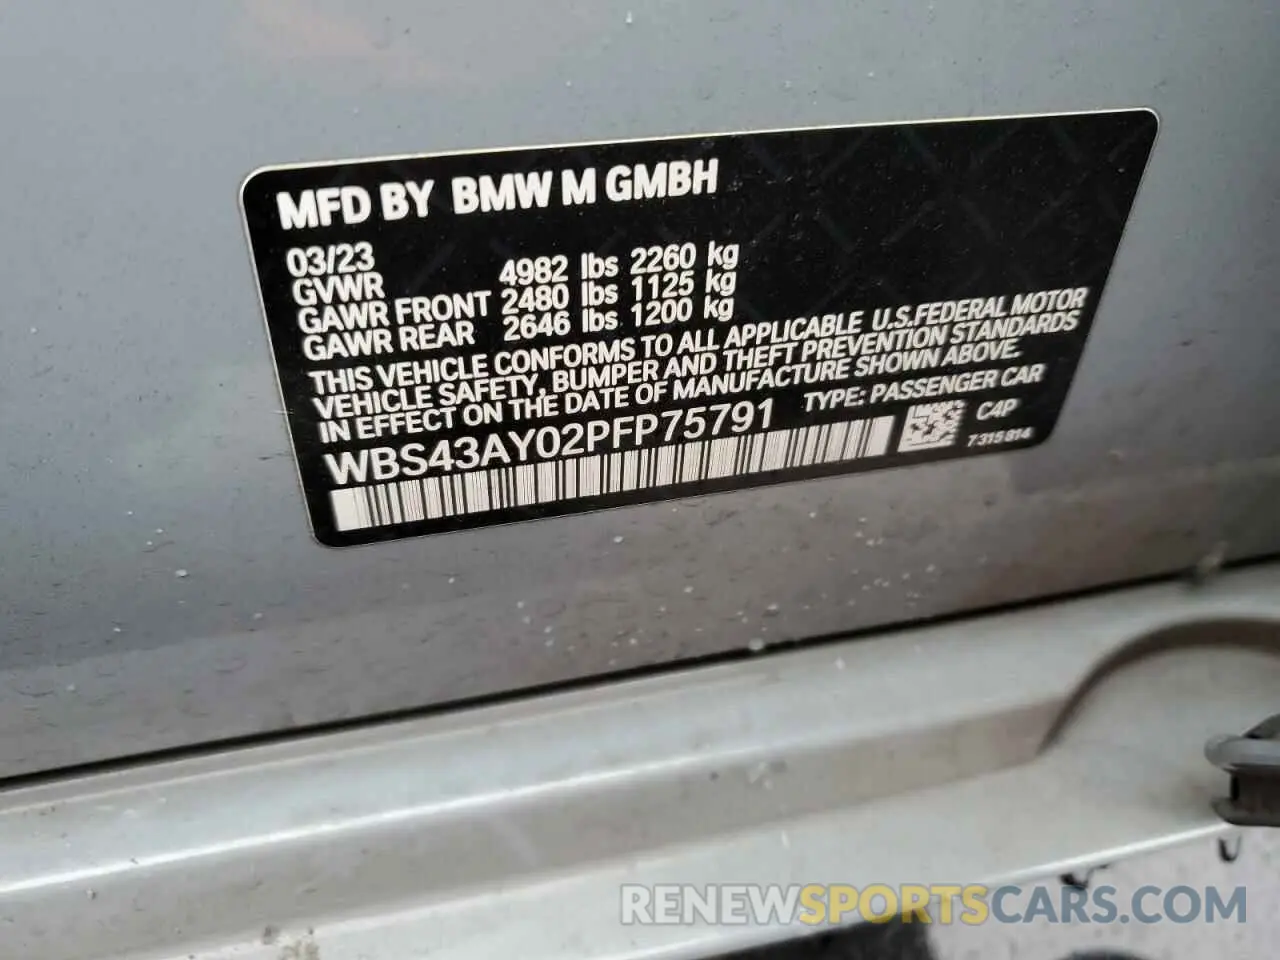 MFD BY BMW M GMBH
03/23
GVWR 4982 lbs 2260 kg
GAWR FRONT 2480 lbs 1125 kg
GAWR REAR 2646 lbs 1200 kg
THIS VEHICLE CONFORMS TO ALL APPLICABLE U.S.FEDERAL MOTOR
VEHICLE SAFETY, BUMPER AND THEFT PREVENTION STANDARDS
IN EFFECT ON THE DATE OF MANUFACTURE SHOWN ABOVE.
WBS43AY02PFP75791 TYPE: PASSENGER CAR
C4P
7315814
RENEWSPORTSCARS.COM